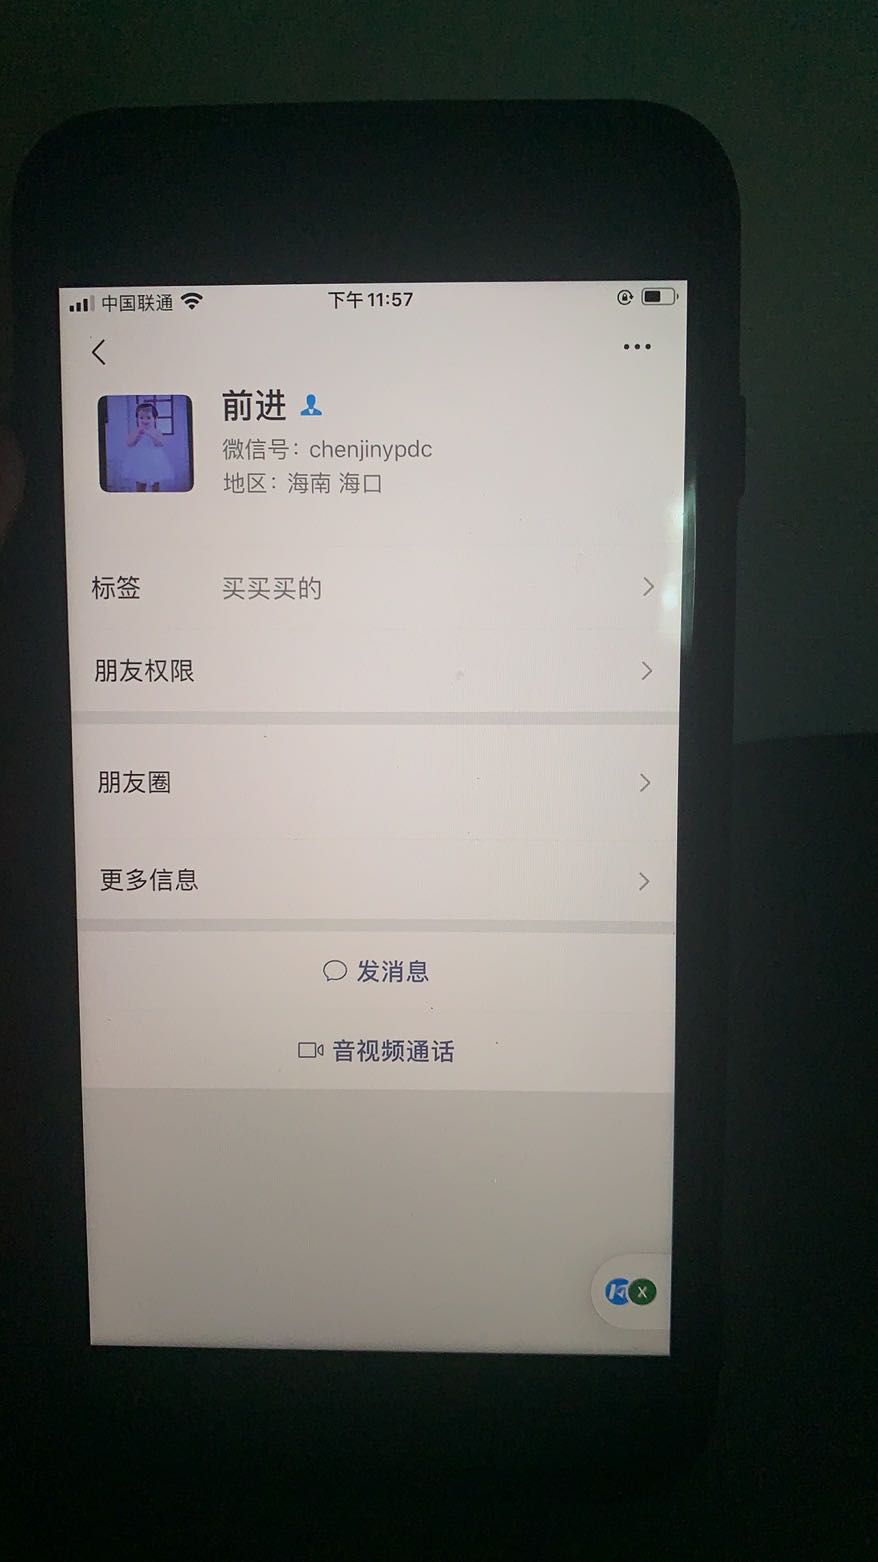 中国联通
下午11:57
前进
微信号：chenjinypdc
地区：海南 海口
标签 买买买的
朋友权限
朋友圈
更多信息
发消息
音视频通话
X